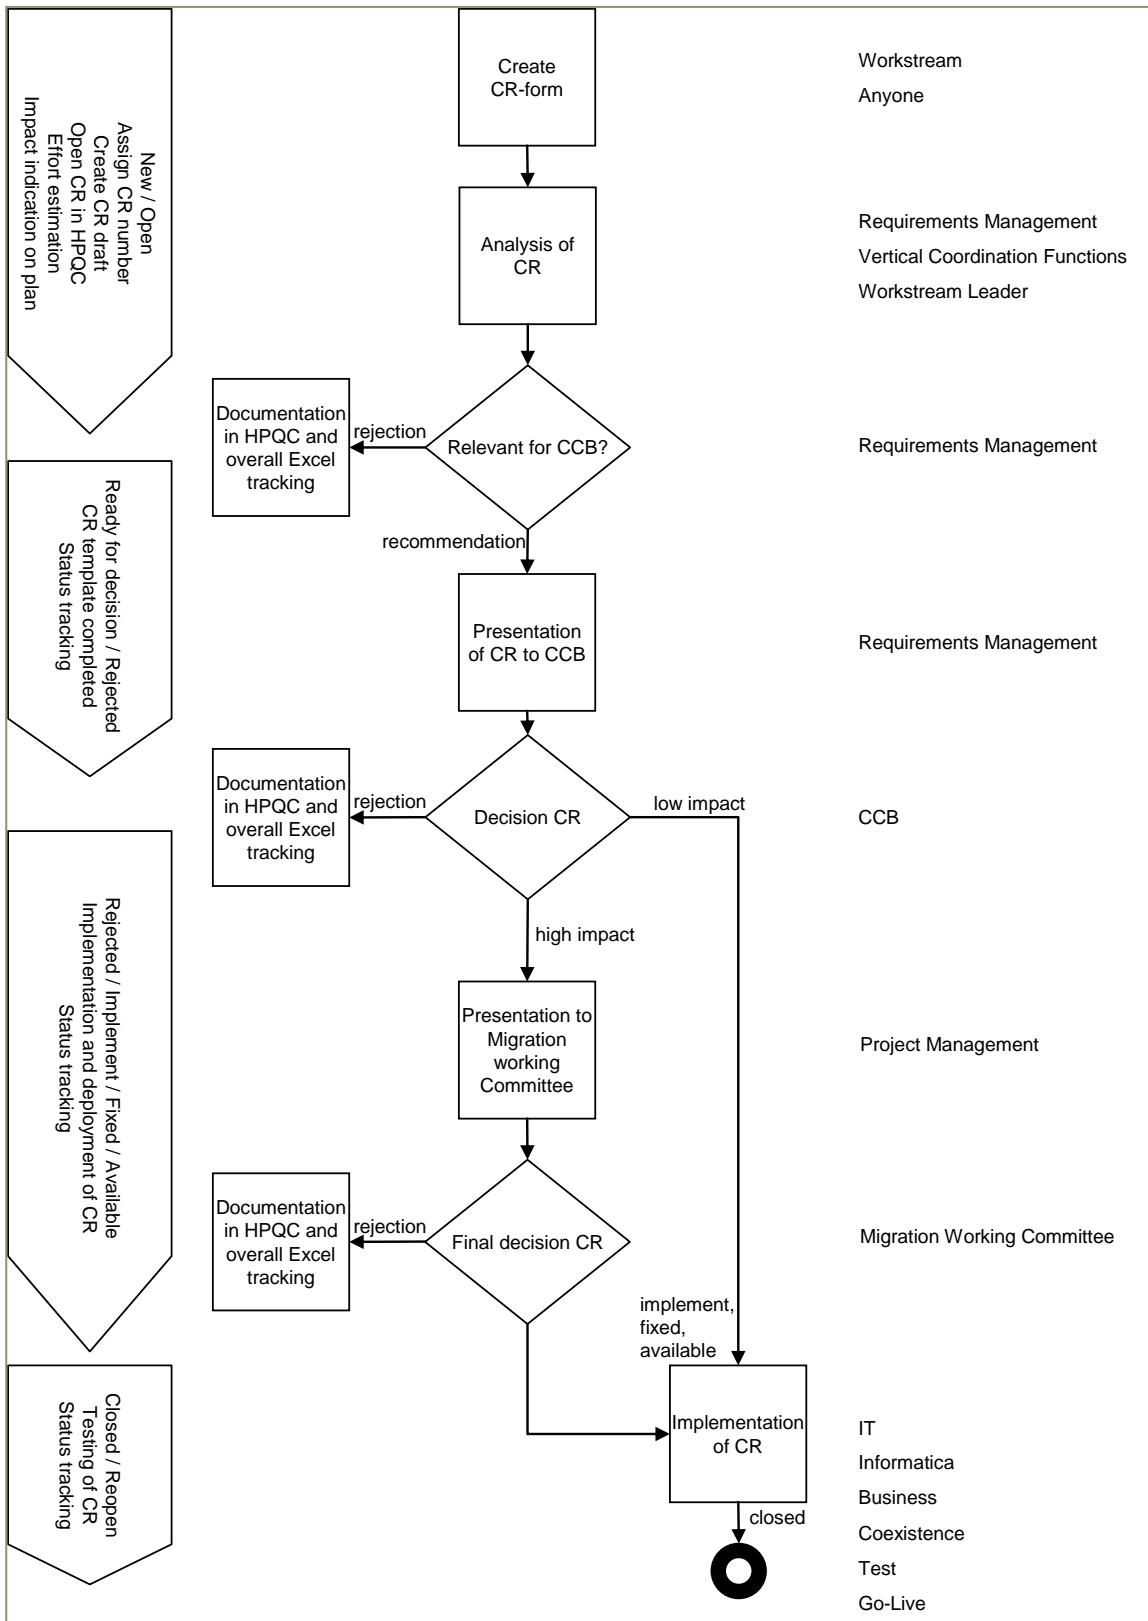 New / Open
Assign CR number
Create CR draft
Open CR in HPQC
Effort estimation
Impact indication on plan
Create
CR-form
Workstream
Anyone
Analysis of
CR
Requirements Management
Vertical Coordination Functions
Workstream Leader
Documentation
in HPQC and
overall Excel
tracking
rejection
Relevant for CCB?
Requirements Management
Ready for decision / Rejected
CR template completed
Status tracking
recommendation
Presentation
of CR to CCB
Requirements Management
Documentation
in HPQC and
overall Excel
tracking
rejection
Decision CR
low impact
CCB
Rejected / Implement / Fixed / Available
Implementation and deployment of CR
Status tracking
high impact
Presentation to
Migration
working
Committee
Project Management
Documentation
in HPQC and
overall Excel
tracking
rejection
Final decision CR
Migration Working Committee
implement,
fixed,
available
Closed / Reopen
Testing of CR
Status tracking
Implementation
of CR
closed
IT
Informatica
Business
Coexistence
Test
Go-Live